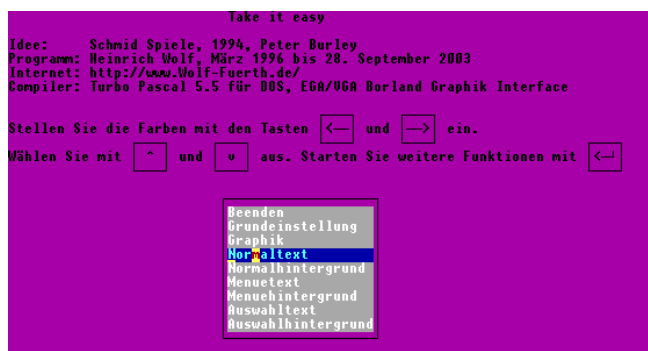 Take it easy
Idee: Schmid Spiele, 1994, Peter Burley
Programm: Heinrich Wolf, März 1996 bis 28. September 2003
Internet: http://www.Wolf-Fuerth.de/
Compiler: Turbo Pascal 5.5 für DOS, EGA/VGA Borland Graphik Interface
Stellen Sie die Farben mit den Tasten <— und —> ein.
Wählen Sie mit ^ und v aus. Starten Sie weitere Funktionen mit <—┘
Beenden
Grundeinstellung
Graphik
Normaltext
Normalhintergrund
Menuetext
Menuehintergrund
Auswahltext
Auswahlhintergrund